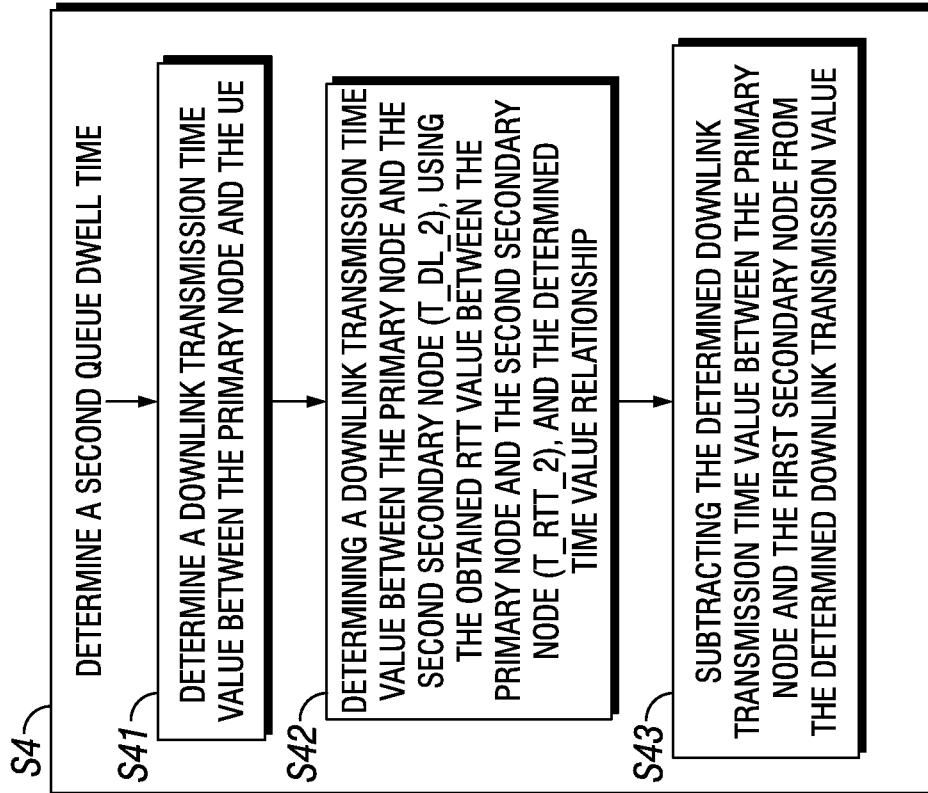 S4
DETERMINE A SECOND QUEUE DWELL TIME
S41
DETERMINE A DOWNLINK TRANSMISSION TIME
VALUE BETWEEN THE PRIMARY NODE AND THE UE
S42
DETERMINING A DOWNLINK TRANSMISSION TIME
VALUE BETWEEN THE PRIMARY NODE AND THE
SECOND SECONDARY NODE (T_DL_2), USING
THE OBTAINED RTT VALUE BETWEEN THE
PRIMARY NODE AND THE SECOND SECONDARY
NODE (T_RTT_2), AND THE DETERMINED
TIME VALUE RELATIONSHIP
S43
SUBTRACTING THE DETERMINED DOWNLINK
TRANSMISSION TIME VALUE BETWEEN THE PRIMARY
NODE AND THE FIRST SECONDARY NODE FROM
THE DETERMINED DOWNLINK TRANSMISSION VALUE